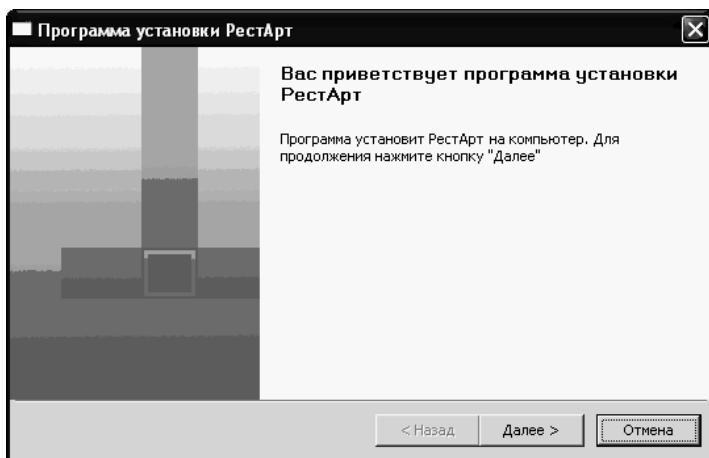 Программа установки РестАрт
Вас приветствует программа установки
РестАрт
Программа установит РестАрт на компьютер. Для
продолжения нажмите кнопку "Далее"
< Назад
Далее >
Отмена